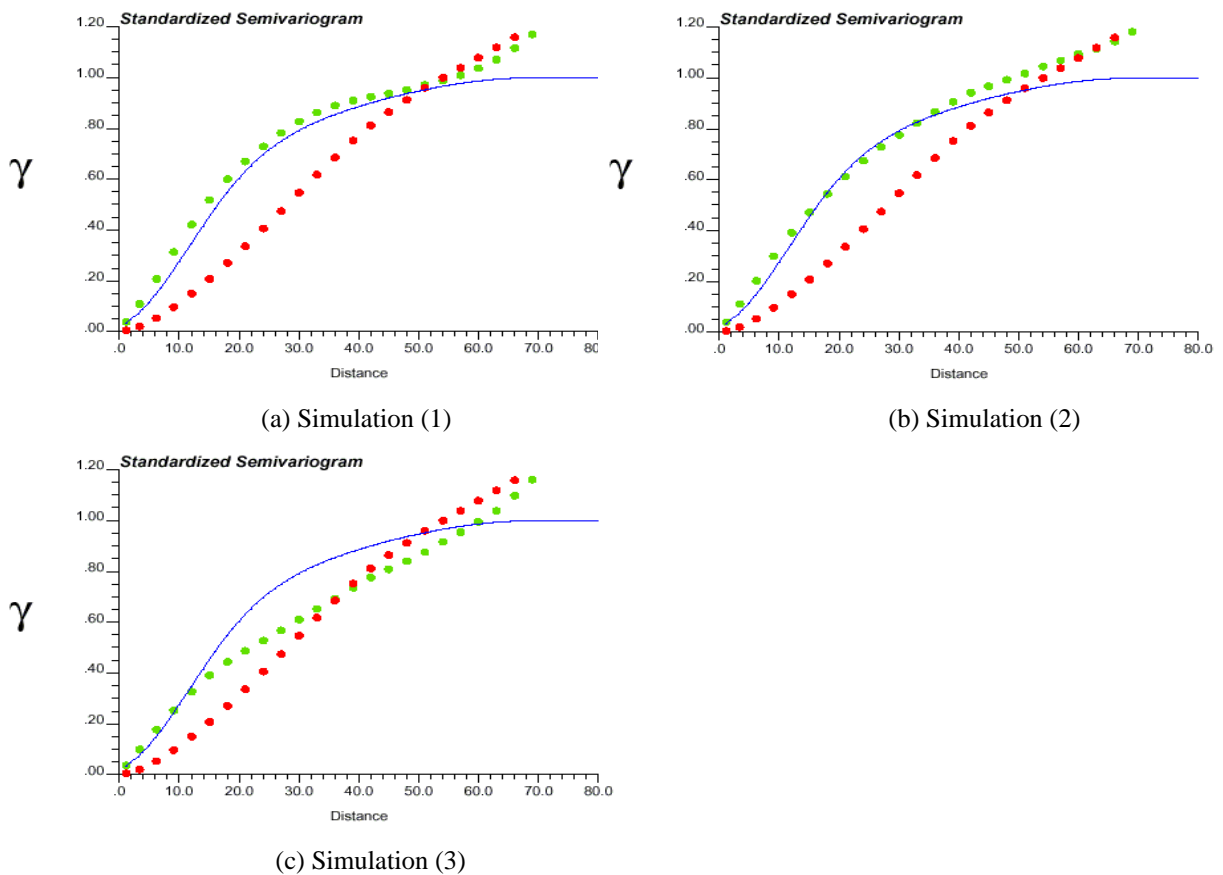 Standardized Semivariogram
1.20
1.00
.80
γ
.60
.40
.20
.00
.0 10.0 20.0 30.0 40.0 50.0 60.0 70.0 80
Distance
(a) Simulation (1)
Standardized Semivariogram
1.20
1.00
.80
γ
.60
.40
.20
.00
.0 10.0 20.0 30.0 40.0 50.0 60.0 70.0 80.0
Distance
(b) Simulation (2)
Standardized Semivariogram
1.20
1.00
.80
γ
.60
.40
.20
.00
.0 10.0 20.0 30.0 40.0 50.0 60.0 70.0 80.0
Distance
(c) Simulation (3)